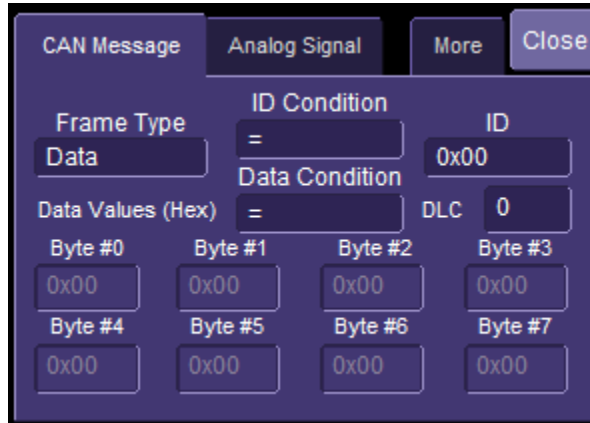 CAN Message Analog Signal More Close
ID Condition
Frame Type = ID
Data 0x00
Data Condition
Data Values (Hex) = DLC 0
Byte #0 Byte #1 Byte #2 Byte #3
0x00 0x00 0x00 0x00
Byte #4 Byte #5 Byte #6 Byte #7
0x00 0x00 0x00 0x00